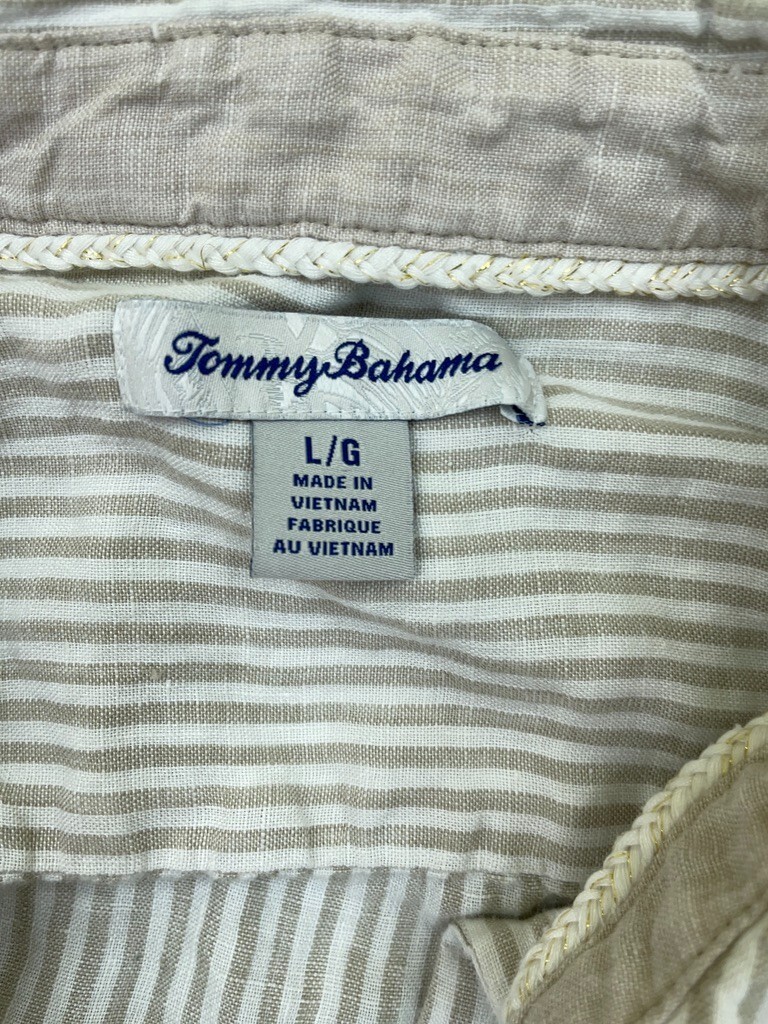 Tommy Bahama
L/G
MADE IN
VIETNAM
FABRIQUE
AU VIETNAM